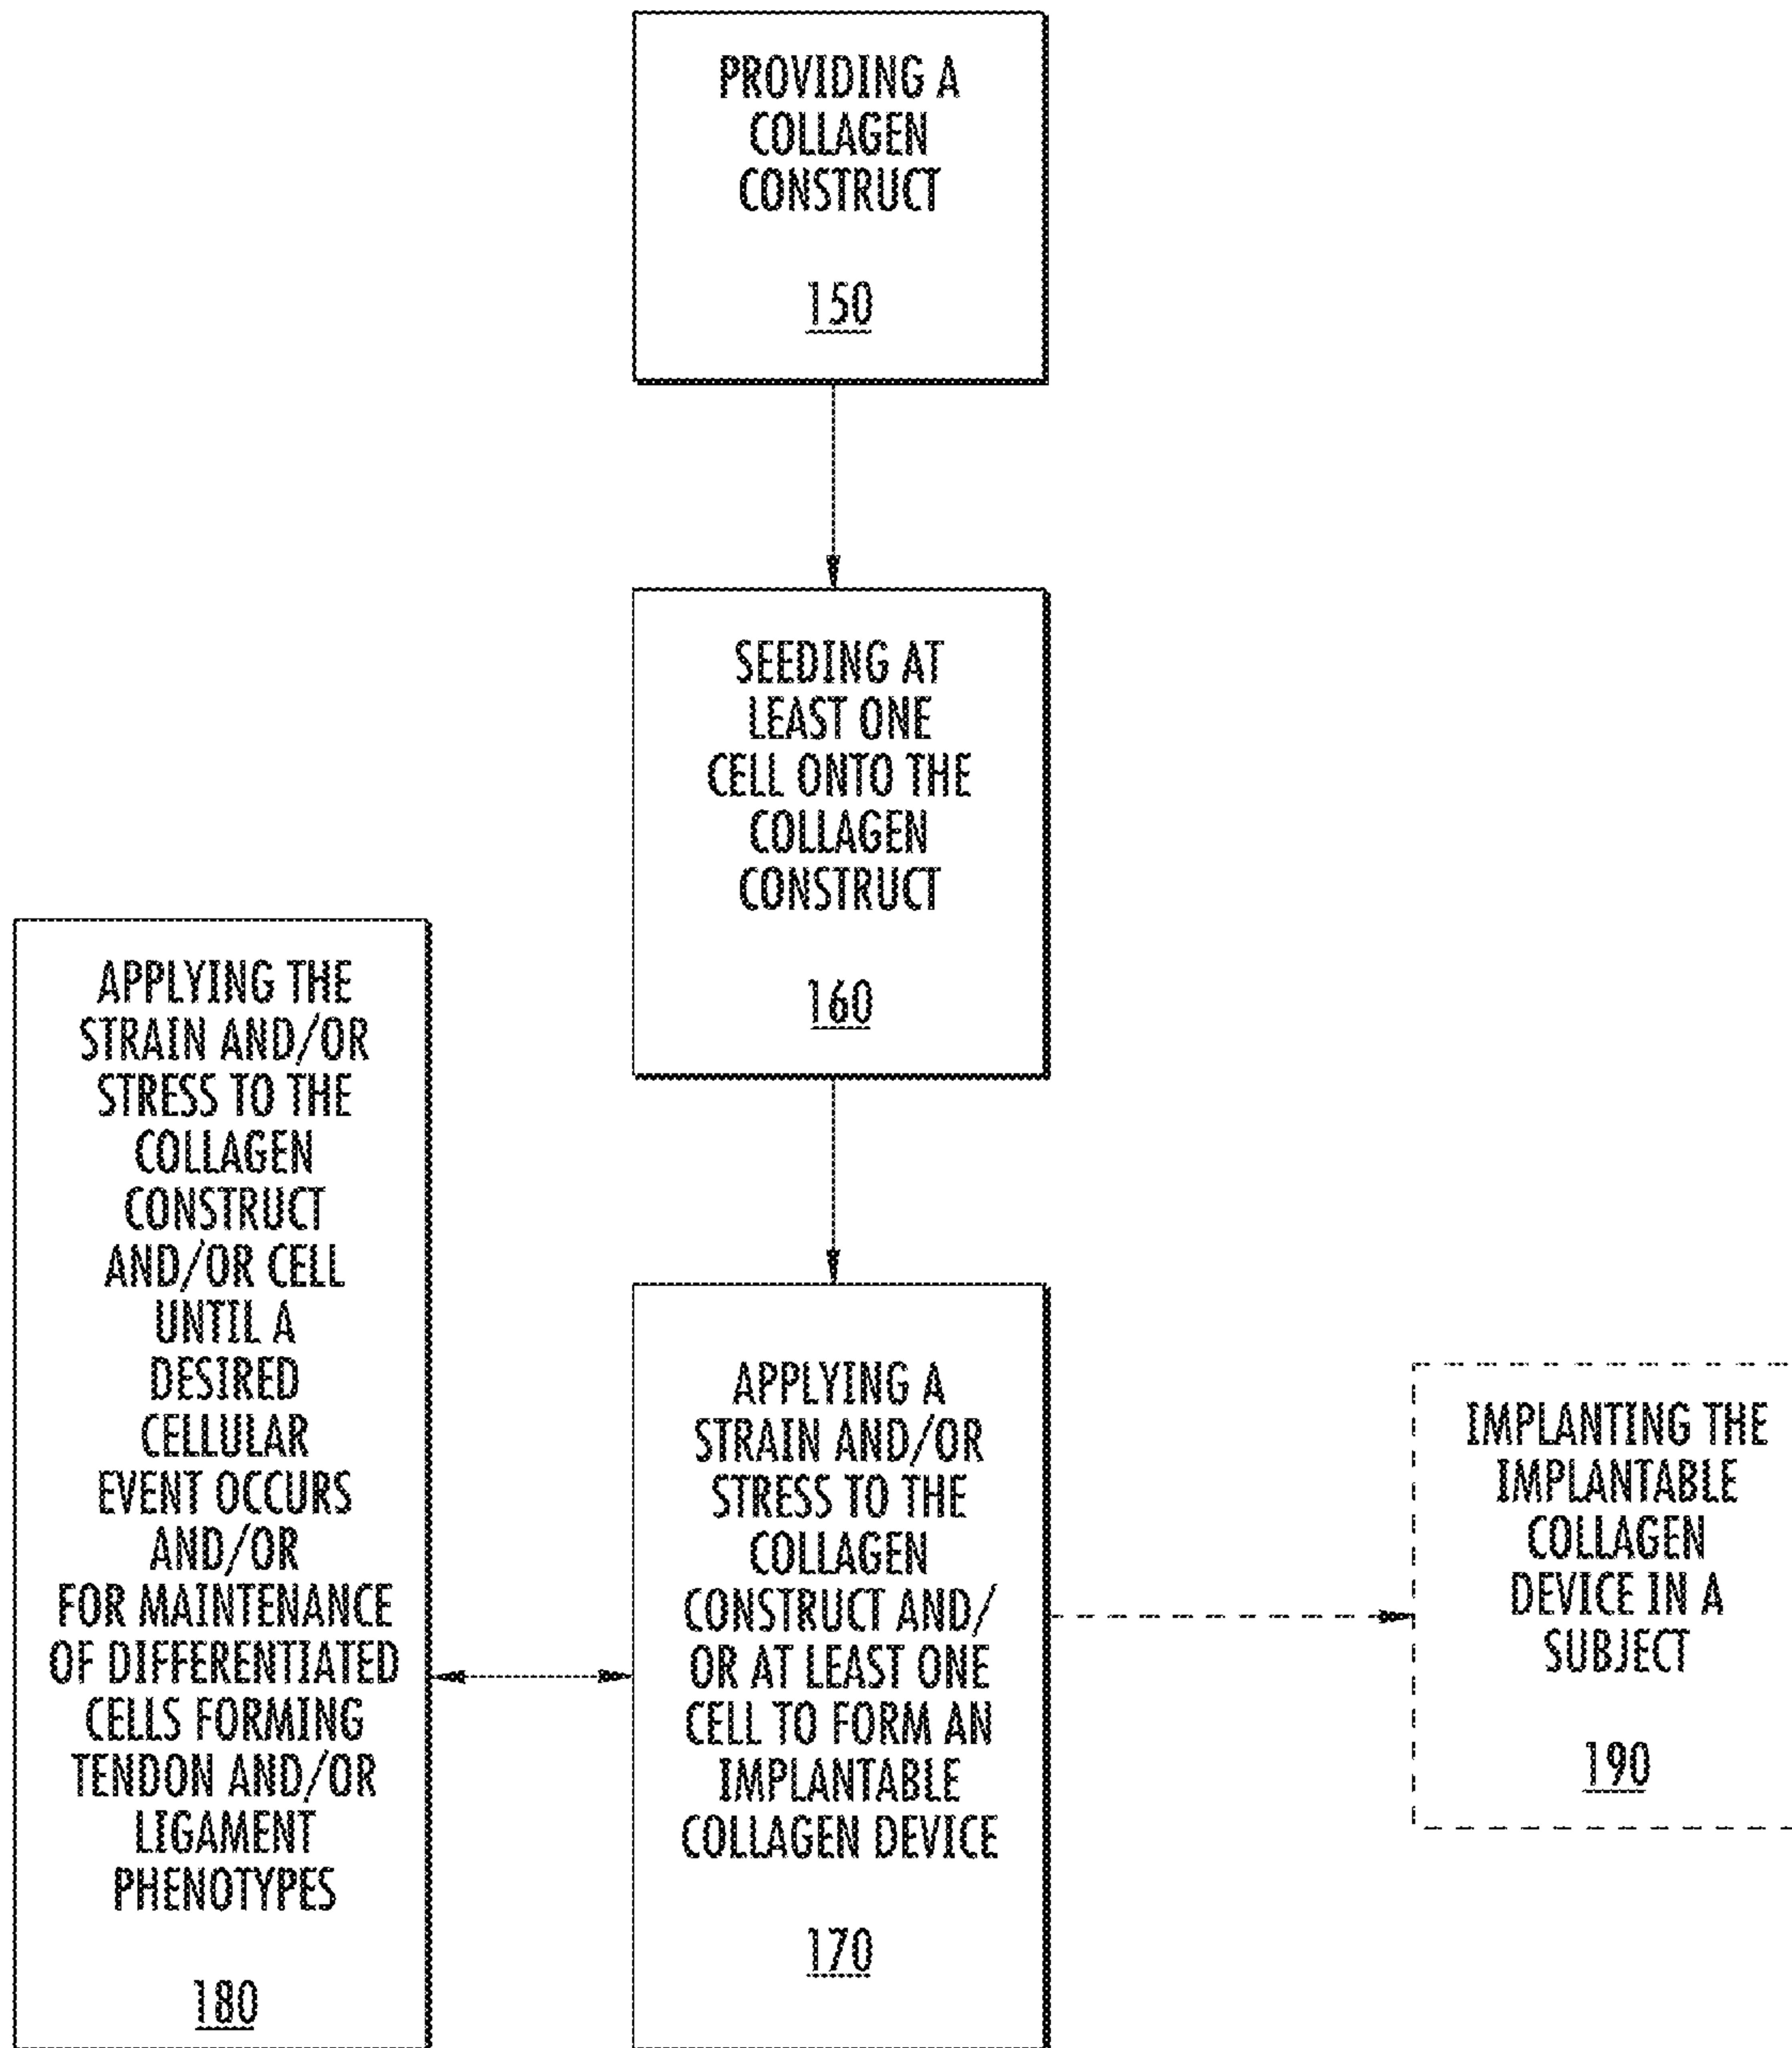 PROVIDING A
COLLAGEN
CONSTRUCT
150
SEEDING AT
LEAST ONE
CELL ONTO THE
COLLAGEN
CONSTRUCT
160
APPLYING THE
STRAIN AND/OR
STRESS TO THE
COLLAGEN
CONSTRUCT
AND/OR CELL
UNTIL A
DESIRED
CELLULAR
EVENT OCCURS
AND/OR
FOR MAINTENANCE
OF DIFFERENTIATED
CELLS FORMING
TENDON AND/OR
LIGAMENT
PHENOTYPES
180
APPLYING A
STRAIN AND/OR
STRESS TO THE
COLLAGEN
CONSTRUCT AND/
OR AT LEAST ONE
CELL TO FORM AN
IMPLANTABLE
COLLAGEN DEVICE
170
IMPLANTING THE
IMPLANTABLE
COLLAGEN
DEVICE IN A
SUBJECT
190